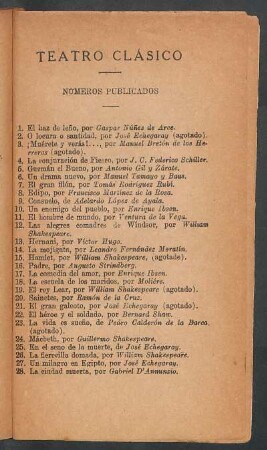 TEATRO CLÁSICO
NÚMEROS PUBLICADOS
1. El haz de leña, por Gaspar Núñez de Arce.
2. O locura o santidad, por José Echegaray (agotado).
3. ¡Muérete y verás!..., por Manuel Bretón de los He-
rreros (agotado).
4. La conjuración de Fiesco, por J. C. Federico Schiller.
5. Guzmán el Bueno, por Antonio Gil y Zárate.
6. Un drama nuevo, por Manuel Tamayo y Baus.
7. El gran filón, por Tomás Rodríguez Rubí.
8. Edipo, por Francisco Martínez de la Rosa.
9. Consuelo, de Adelardo López de Ayala.
10. Un enemigo del pueblo, por Enrique Ibsen.
11. El hombre de mundo, por Ventura de la Vega.
12. Las alegres comadres de Windsor, por William
Shakespeare.
13. Hernani, por Víctor Hugo.
14. La mojigata, por Leandro Fernández Moratín.
15. Hamlet, por William Shakespeare (agotado).
16. Padre, por Augusto Strindberg.
17. La comedia del amor, por Enrique Ibsen.
18. La escuela de los maridos, por Molière.
19. El rey Lear, por William Shakespeare (agotado).
20. Sainetes, por Ramón de la Cruz.
21. El gran galeoto, por José Echegaray (agotado).
22. El héroe y el soldado, por Bernard Shaw.
23. La vida es sueño, de Pedro Calderón de la Barca
(agotado).
24. Mácbeth, por Guillermo Shakespeare.
25. En el seno de la muerte, de José Echegaray.
26. La fierecilla domada, por William Shakespeare.
27. Un milagro en Egipto, por José Echegaray.
28. La ciudad muerta, por Gabriel D'Annunzio.